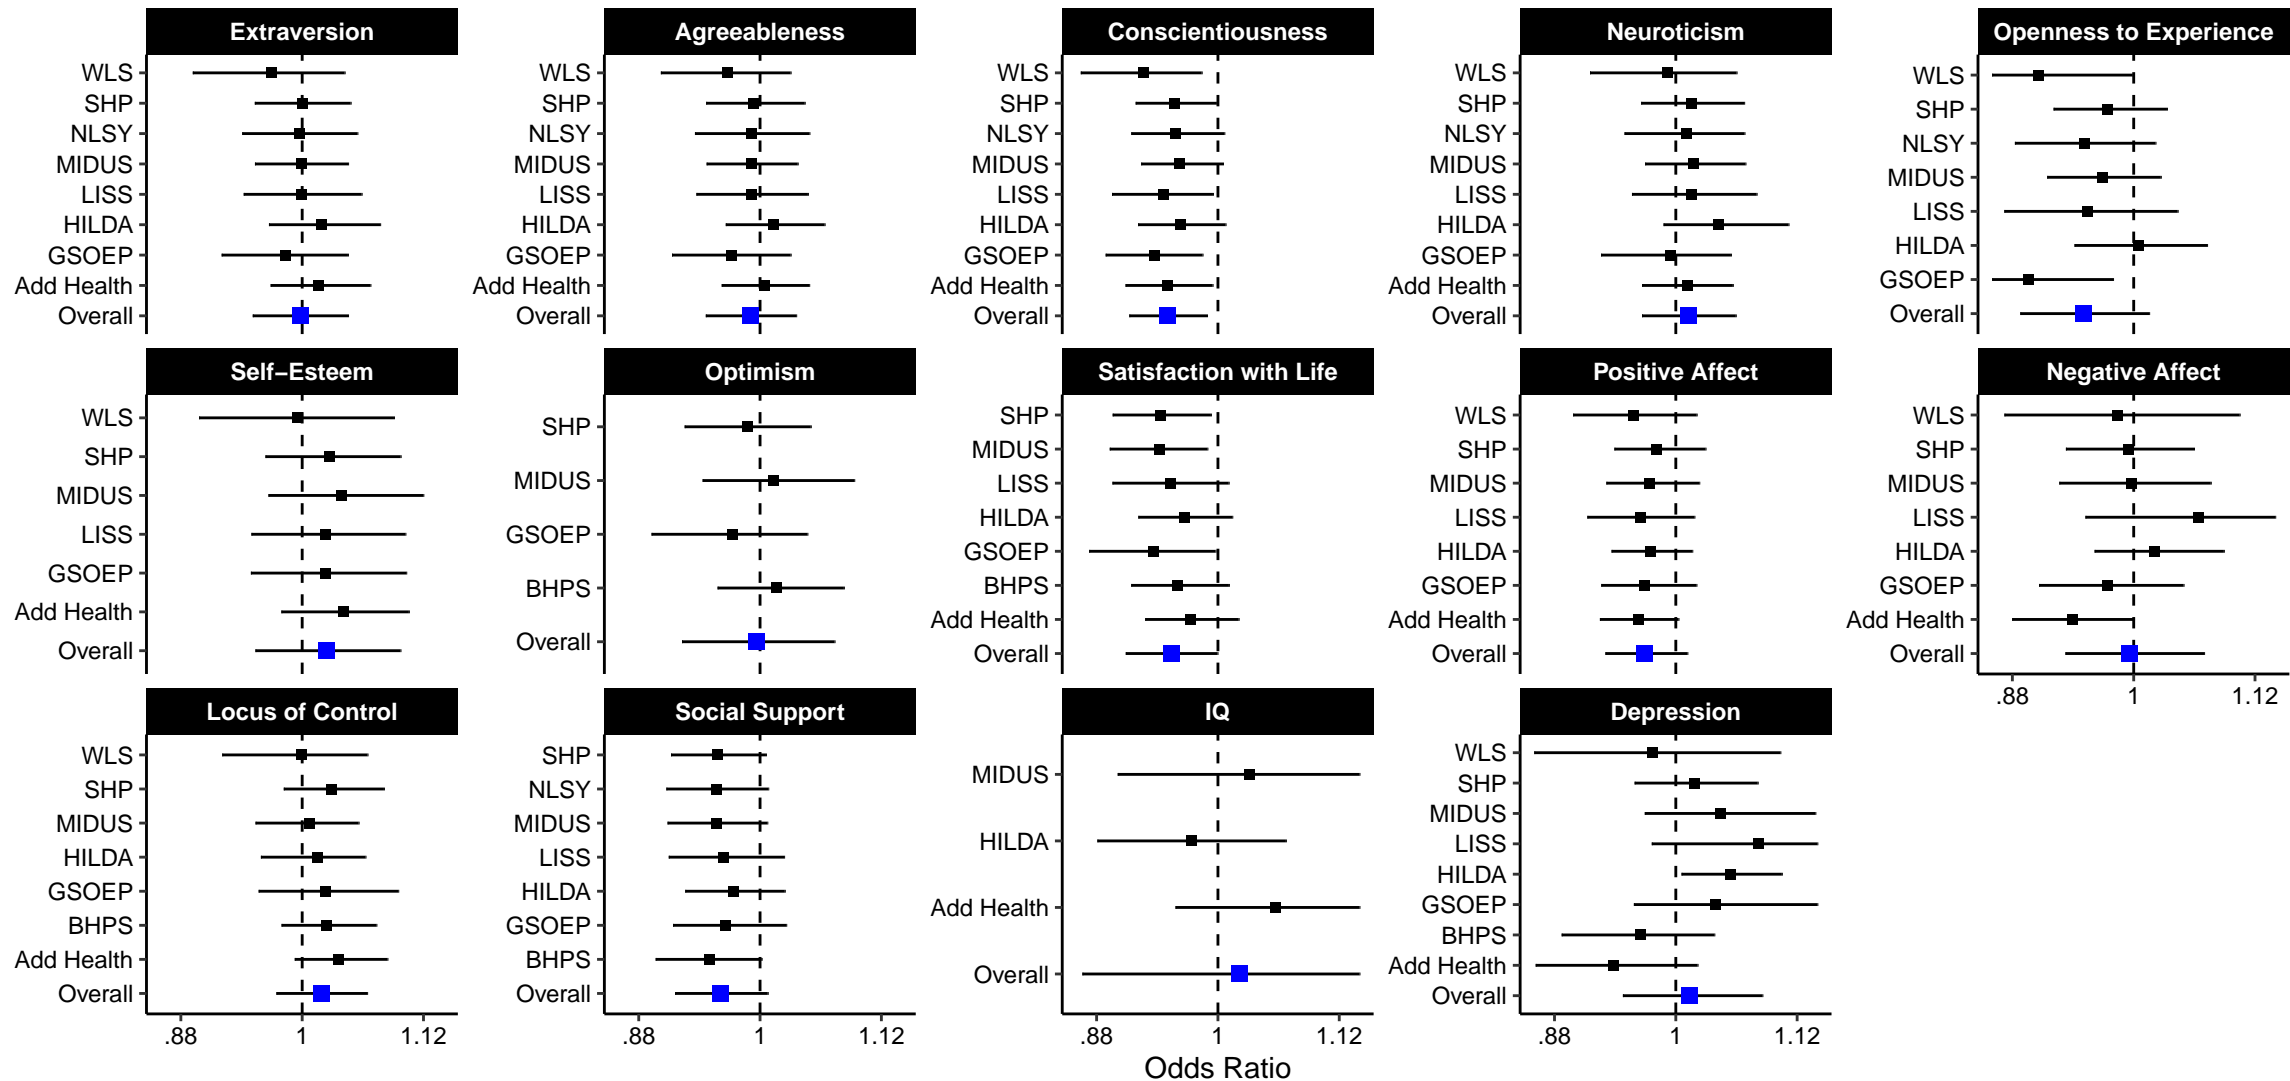 Extraversion
WLS
SHP
NLSY
MIDUS
LISS
HILDA
GSOEP
Add Health
Overall
Agreeableness
WLS
SHP
NLSY
MIDUS
LISS
HILDA
GSOEP
Add Health
Overall
Conscientiousness
WLS
SHP
NLSY
MIDUS
LISS
HILDA
GSOEP
Add Health
Overall
Neuroticism
WLS
SHP
NLSY
MIDUS
LISS
HILDA
GSOEP
Add Health
Overall
Openness to Experience
WLS
SHP
NLSY
MIDUS
LISS
HILDA
GSOEP
Overall
Self−Esteem
WLS
SHP
MIDUS
LISS
GSOEP
Add Health
Overall
Optimism
SHP
MIDUS
GSOEP
BHPS
Overall
Satisfaction with Life
SHP
MIDUS
LISS
HILDA
GSOEP
BHPS
Add Health
Overall
Positive Affect
WLS
SHP
MIDUS
LISS
HILDA
GSOEP
Add Health
Overall
Negative Affect
WLS
SHP
MIDUS
LISS
HILDA
GSOEP
Add Health
Overall
.88 1 1.12
Locus of Control
WLS
SHP
MIDUS
HILDA
GSOEP
BHPS
Add Health
Overall
.88 1 1.12
Social Support
SHP
NLSY
MIDUS
LISS
HILDA
GSOEP
BHPS
Overall
.88 1 1.12
IQ
MIDUS
HILDA
Add Health
Overall
.88 1 1.12
Depression
WLS
SHP
MIDUS
LISS
HILDA
GSOEP
BHPS
Add Health
Overall
.88 1 1.12
Odds Ratio